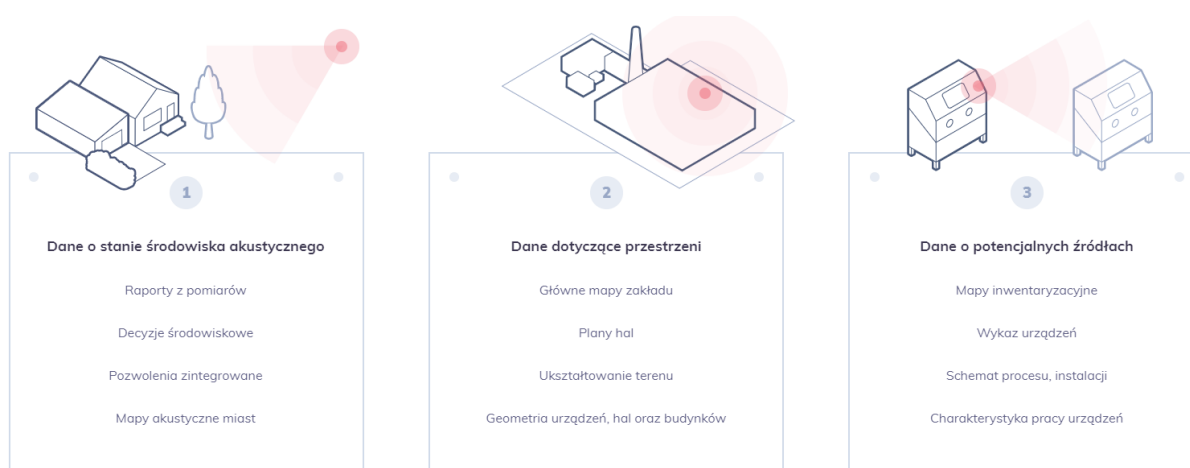 1
Dane o stanie środowiska akustycznego
Raporty z pomiarów
Decyzje środowiskowe
Pozwolenia zintegrowane
Mapy akustyczne miast
2
Dane dotyczące przestrzeni
Główne mapy zakładu
Plany hal
Ukształtowanie terenu
Geometria urządzeń, hal oraz budynków
3
Dane o potencjalnych źródłach
Mapy inwentaryzacyjne
Wykaz urządzeń
Schemat procesu, instalacji
Charakterystyka pracy urządzeń